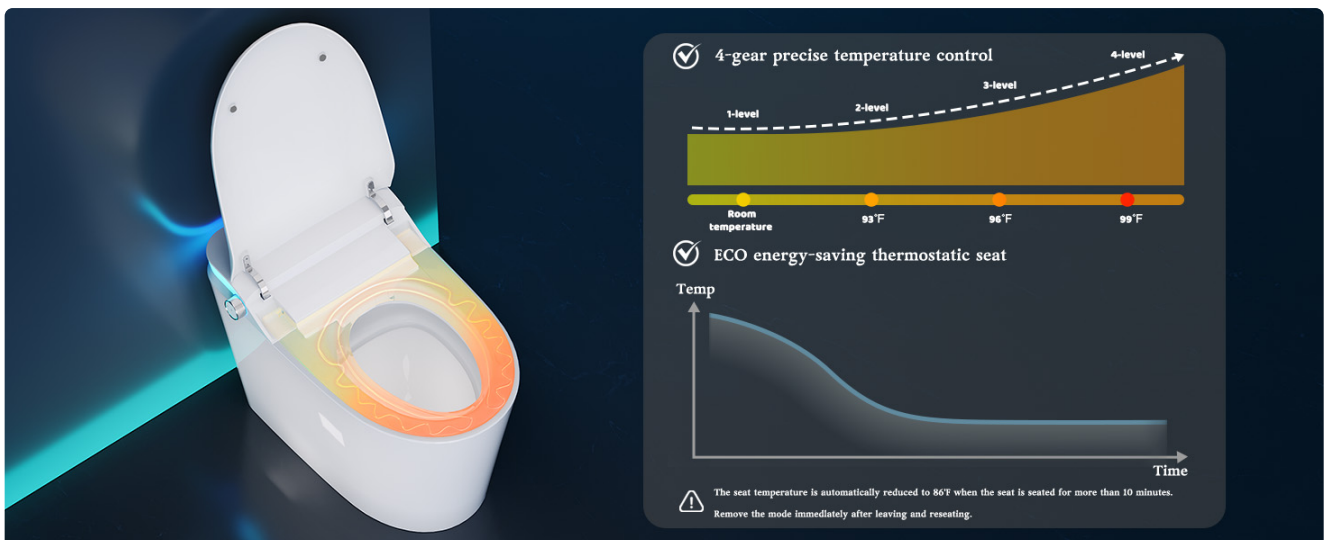 4-gear precise temperature control
4-level
3-level
2-level
1-level
Room
temperature
93°F
96°F
99°F
ECO energy-saving thermostatic seat
Temp
Time
The seat temperature is automatically reduced to 86°F when the seat is seated for more than 10 minutes.
Remove the mode immediately after leaving and reseating.